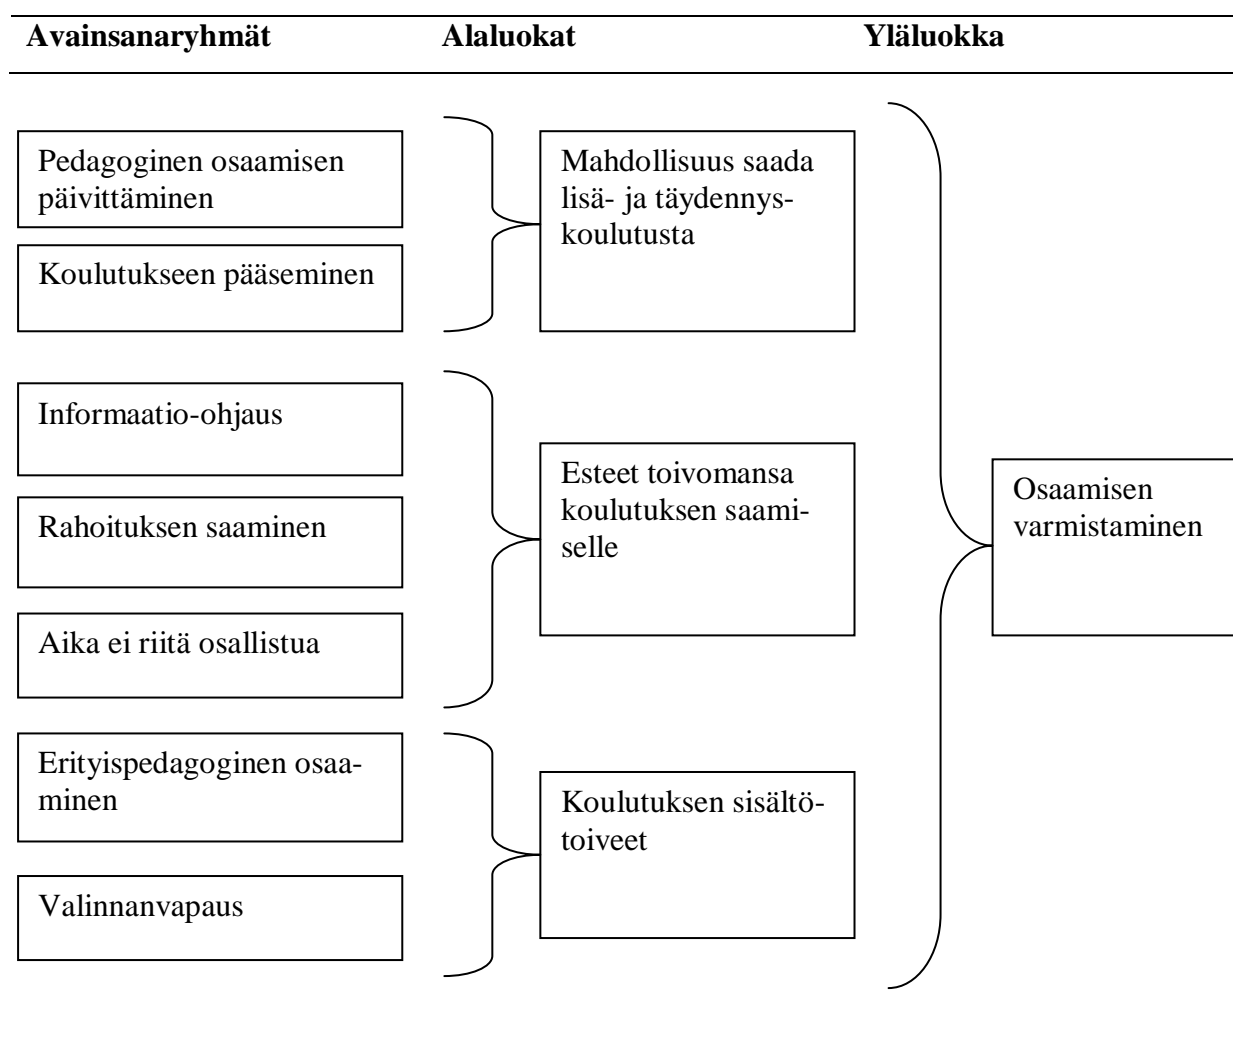 Avainsanaryhmät Alaluokat Yläluokka
Pedagoginen osaamisen
päivittäminen
Koulutukseen pääseminen
Mahdollisuus saada
lisä- ja täydennys-
koulutusta
Informaatio-ohjaus
Rahoituksen saaminen
Aika ei riitä osallistua
Esteet toivomansa
koulutuksen saami-
selle
Erityispedagoginen osaa-
minen
Valinnanvapaus
Koulutuksen sisältö-
toiveet
Osaamisen
varmistaminen